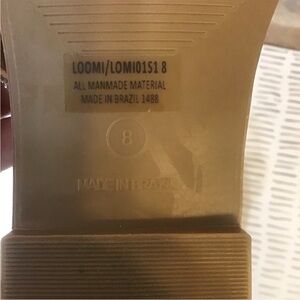 LOOMI/LOMI01S1 8
ALL MANMADE MATERIAL
MADE IN BRAZIL 1488
8
MADE IN BRAZIL